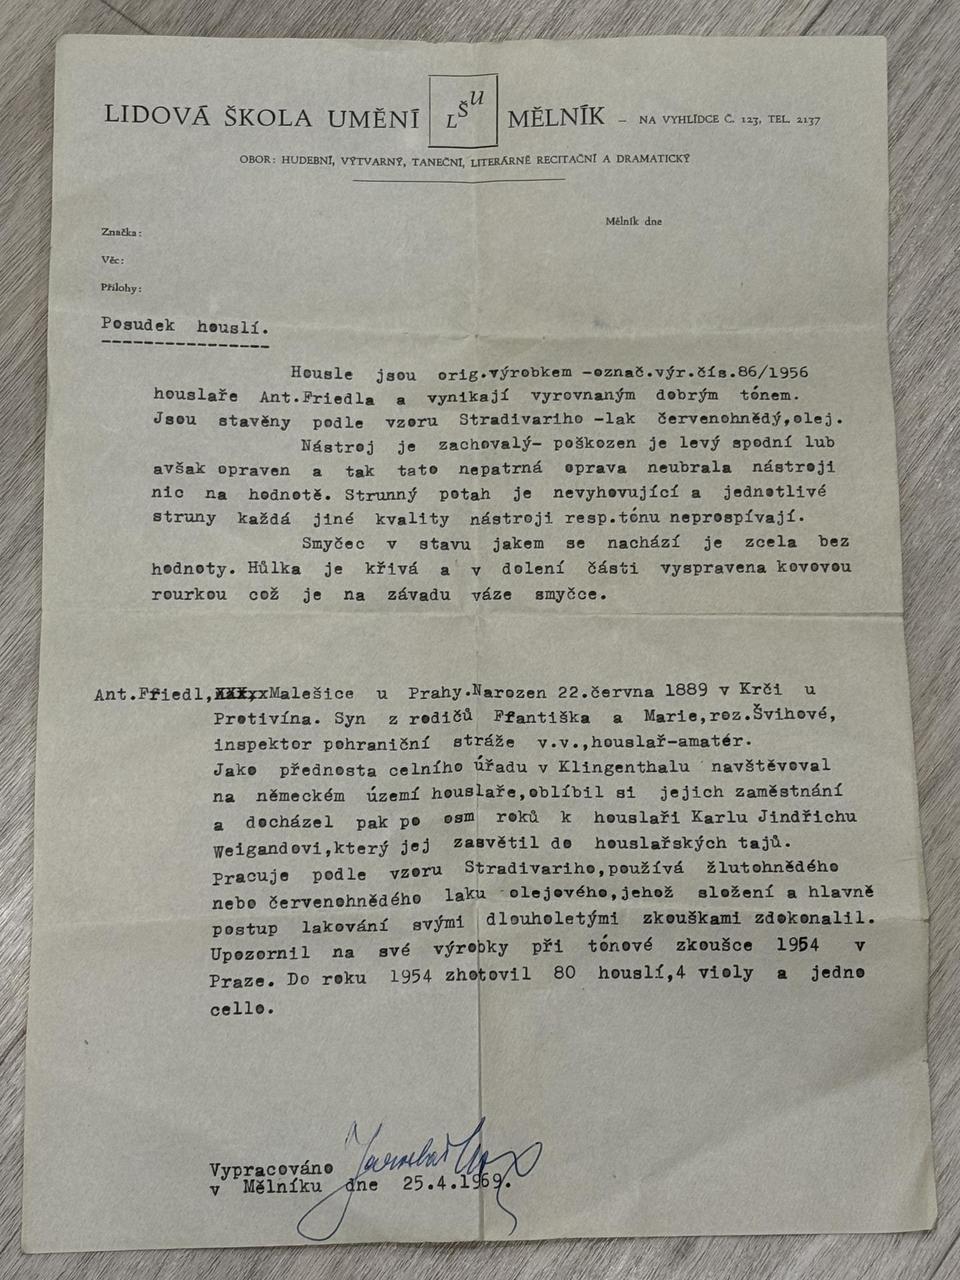 LIDOVÁ ŠKOLA UMĚNÍ LŠU MĚLNÍK – NA VYHLÍDCE Č. 123, TEL. 2137
OBOR: HUDEBNÍ, VÝTVARNÝ, TANEČNÍ, LITERÁRNĚ RECITAČNÍ A DRAMATICKÝ
Mělník dne
Značka:
Věc:
Přílohy:
Posudek houslí.
Housle jsou orig.výrobkem -označ.výr.čís.86/1956
houslaře Ant.Friedla a vynikají vyrovnaným dobrým tónem.
Jsou stavěny podle vzoru Stradivariho -lak červenohnědý,olej.
Nástroj je zachovalý- poškozen je levý spodní lub
avšak opraven a tak tato nepatrná oprava neubrala nástroji
nic na hodnotě. Strunný potah je nevyhovující a jednotlivé
struny každá jiné kvality nástroji resp.tónu neprospívají.
Smyčec v stavu jakem se nachází je zcela bez
hodnoty. Hůlka je křivá a v dolení části vyspravena kovovou
rourkou což je na závadu váze smyčce.
Ant.Friedl, Malešice u Prahy.Narozen 22.června 1889 v Krči u
Protivína. Syn z rodičů Františka a Marie,roz.Švihové,
inspektor pohraniční stráže v.v.,houslař-amatér.
Jako přednosta celního úřadu v Klingenthalu navštěvoval
na německém území houslaře,oblíbil si jejich zaměstnání
a docházel pak po osm roků k houslaři Karlu Jindřichu
Weigandovi,který jej zasvětil do houslařských tajů.
Pracuje podle vzoru Stradivariho,používá žlutohnědého
nebo červenohnědého laku olejového,jehož složení a hlavně
postup lakování svými dlouholetými zkouškami zdokonalil.
Upozornil na své výrobky při tónové zkoušce 1954 v
Praze. Do roku 1954 zhotovil 80 houslí,4 violy a jedno
cello.
Vypracováno Jaroslav
v Mělníku dne 25.4.1969.